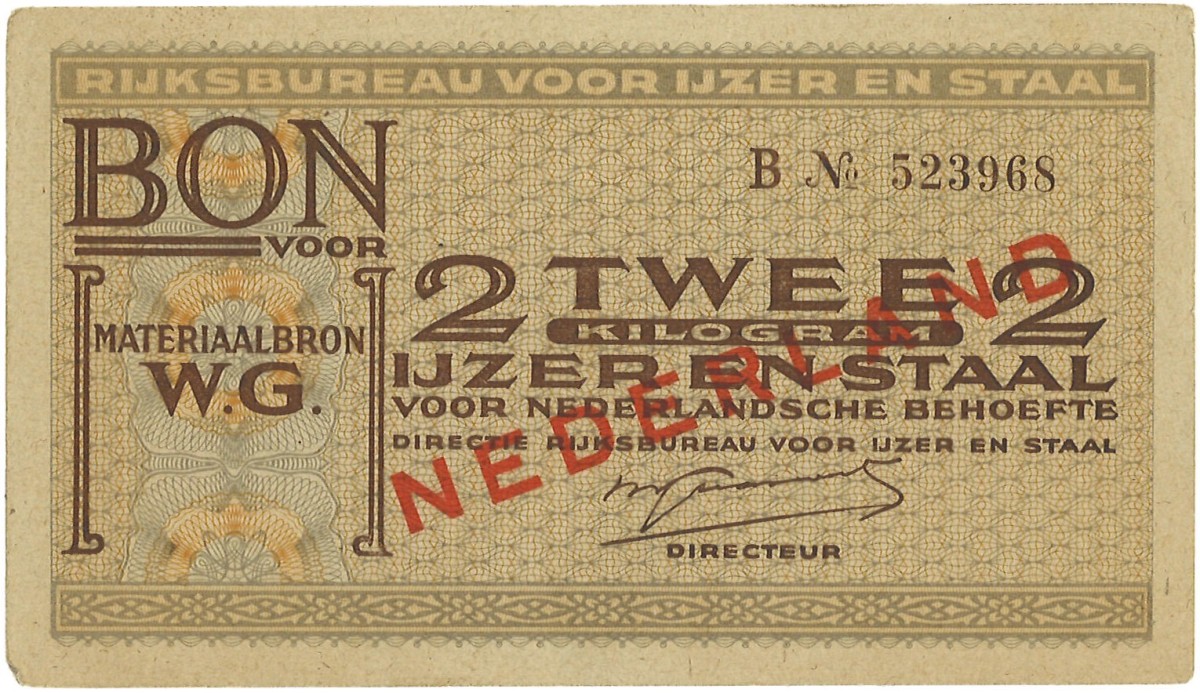 RIJKSBUREAU VOOR IJZER EN STAAL
BON
VOOR
MATERIAALBRON
W.G.
B № 523968
2 TWEE 2
KILOGRAM
IJZER EN STAAL
VOOR NEDERLANDSCHE BEHOEFTE
DIRECTIE RIJKSBUREAU VOOR IJZER EN STAAL
DIRECTEUR
NEDERLAND